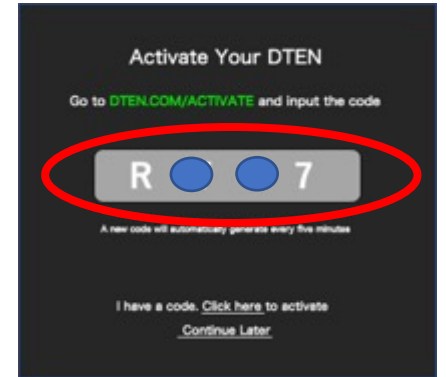 Activate Your DTEN
Go to DTEN.COM/ACTIVATE and input the code
R 7
A new code will automatically generate every five minutes
I have a code. Click here to activate
Continue Later